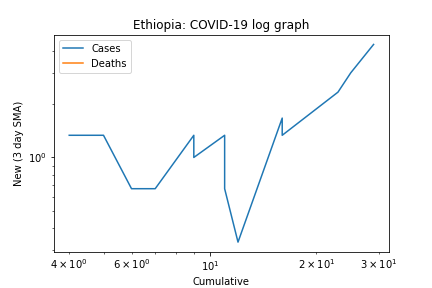 Ethiopia: COVID-19 log graph
Cases
Deaths
New (3 day SMA)
10⁰
4 × 10⁰
6 × 10⁰
10¹
2 × 10¹
3 × 10¹
Cumulative